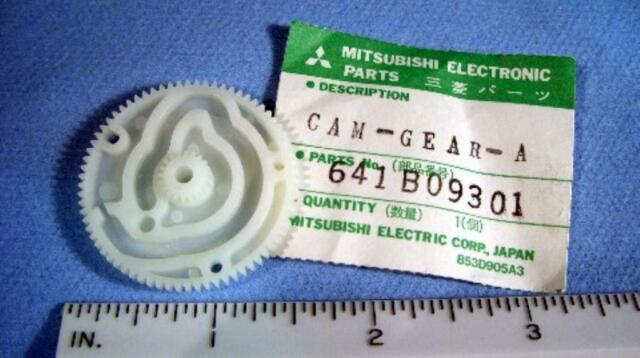 MITSUBISHI ELECTRONIC
PARTS 三菱パーツ
• DESCRIPTION
CAM-GEAR-A
• PARTS No. (部品番号)
641B09301
QUANTITY (数量) 1(個)
MITSUBISHI ELECTRIC CORP., JAPAN
853D905A3
IN. 1 2 3